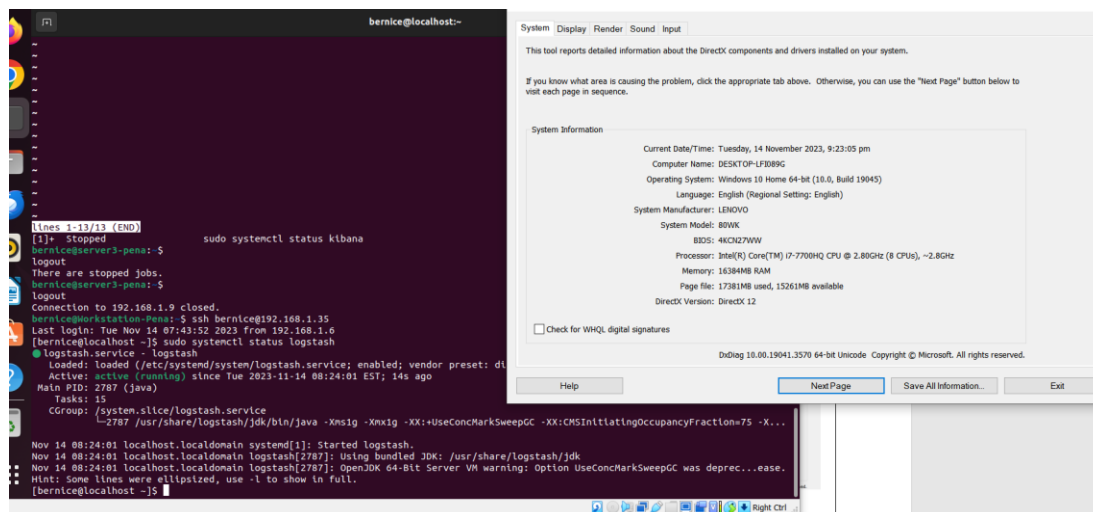 bernice@localhost:~
~
~
~
~
~
~
~
~
~
~
~
~
~
lines 1-13/13 (END)
[1]+  Stopped                 sudo systemctl status kibana
bernice@server3-pena:~$
logout
There are stopped jobs.
bernice@server3-pena:~$
logout
Connection to 192.168.1.9 closed.
bernice@Workstation-Pena:~$ ssh bernice@192.168.1.35
Last login: Tue Nov 14 07:43:52 2023 from 192.168.1.6
[bernice@localhost ~]$ sudo systemctl status logstash
● logstash.service - logstash
Loaded: loaded (/etc/systemd/system/logstash.service; enabled; vendor preset: di
Active: active (running) since Tue 2023-11-14 08:24:01 EST; 14s ago
Main PID: 2787 (java)
Tasks: 15
CGroup: /system.slice/logstash.service
└─2787 /usr/share/logstash/jdk/bin/java -Xms1g -Xmx1g -XX:+UseConcMarkSweepGC -XX:CMSInitiatingOccupancyFraction=75 -X...
Nov 14 08:24:01 localhost.localdomain systemd[1]: Started logstash.
Nov 14 08:24:01 localhost.localdomain logstash[2787]: Using bundled JDK: /usr/share/logstash/jdk
Nov 14 08:24:01 localhost.localdomain logstash[2787]: OpenJDK 64-Bit Server VM warning: Option UseConcMarkSweepGC was deprec...ease.
Hint: Some lines were ellipsized, use -l to show in full.
[bernice@localhost ~]$
System Display Render Sound Input
This tool reports detailed information about the DirectX components and drivers installed on your system.
If you know what area is causing the problem, click the appropriate tab above.  Otherwise, you can use the "Next Page" button below to
visit each page in sequence.
System Information
Current Date/Time: Tuesday, 14 November 2023, 9:23:05 pm
Computer Name: DESKTOP-LFI089G
Operating System: Windows 10 Home 64-bit (10.0, Build 19045)
Language: English (Regional Setting: English)
System Manufacturer: LENOVO
System Model: 80WK
BIOS: 4KCN27WW
Processor: Intel(R) Core(TM) i7-7700HQ CPU @ 2.80GHz (8 CPUs), ~2.8GHz
Memory: 16384MB RAM
Page file: 17381MB used, 15261MB available
DirectX Version: DirectX 12
Check for WHQL digital signatures
DxDiag 10.00.19041.3570 64-bit Unicode  Copyright © Microsoft. All rights reserved.
Help
Next Page
Save All Information...
Exit
Right Ctrl